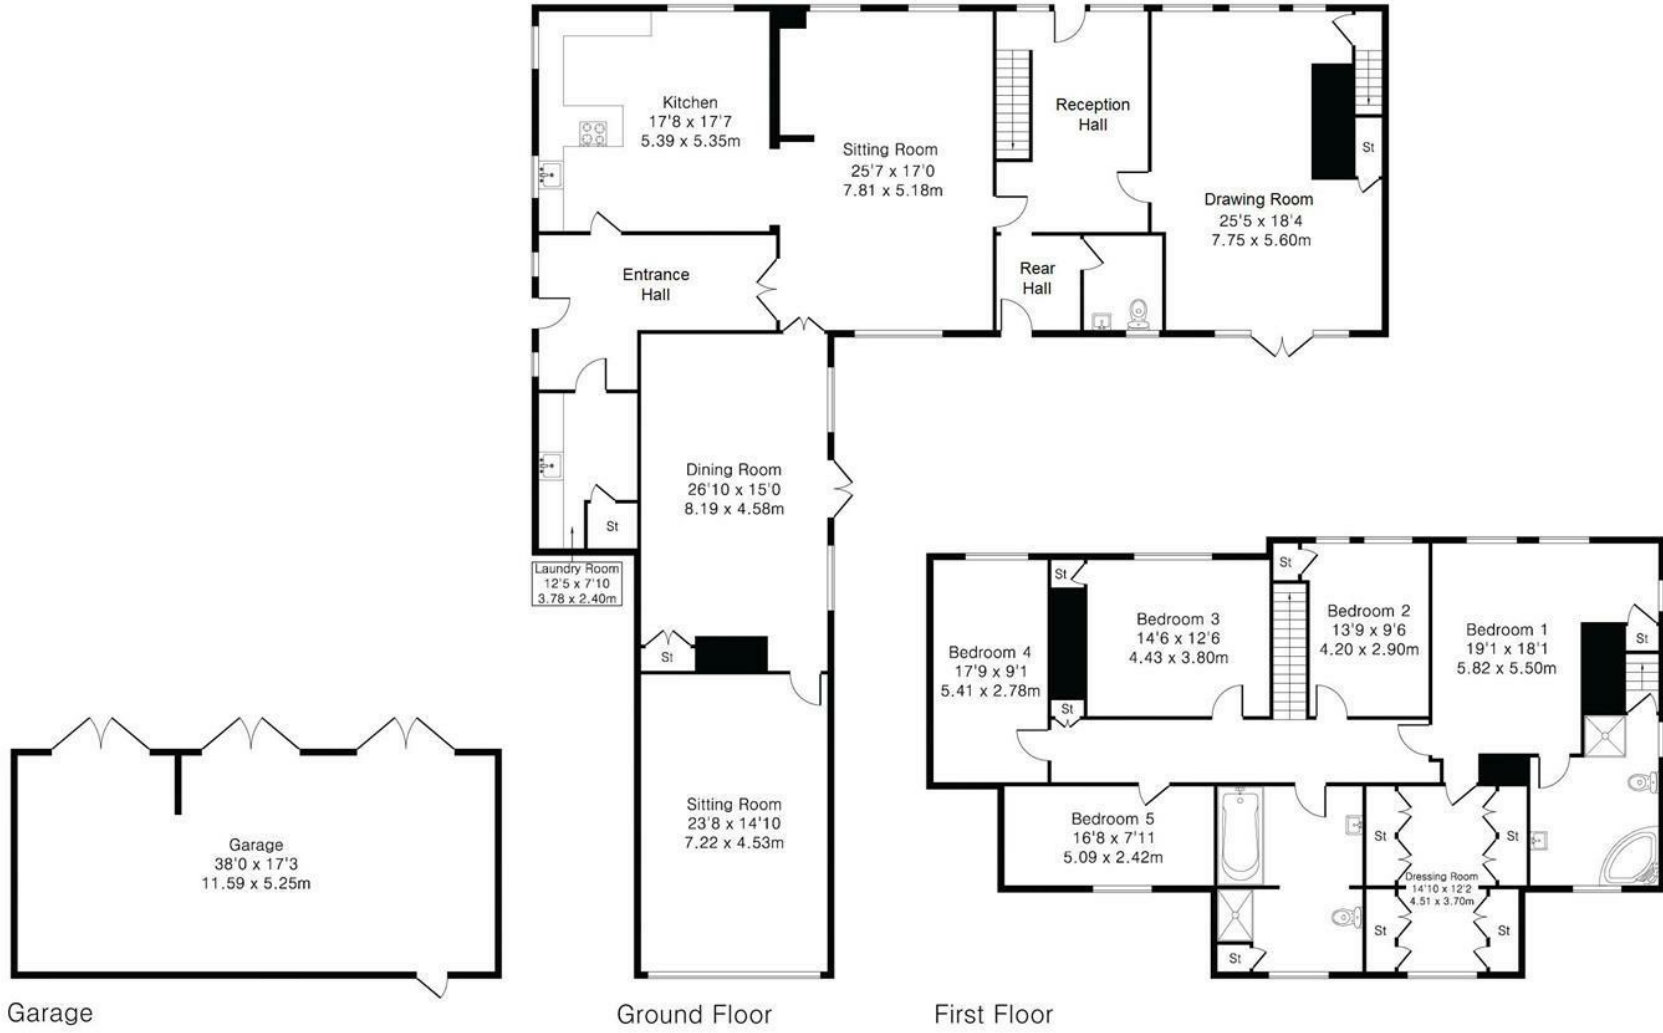 Kitchen
17'8 x 17'7
5.39 x 5.35m
Sitting Room
25'7 x 17'0
7.81 x 5.18m
Reception
Hall
St
Drawing Room
25'5 x 18'4
7.75 x 5.60m
Entrance
Hall
Rear
Hall
Dining Room
26'10 x 15'0
8.19 x 4.58m
St
Laundry Room
12'5 x 7'10
3.78 x 2.40m
St
Sitting Room
23'8 x 14'10
7.22 x 4.53m
Garage
38'0 x 17'3
11.59 x 5.25m
St
St
Bedroom 4
17'9 x 9'1
5.41 x 2.78m
Bedroom 3
14'6 x 12'6
4.43 x 3.80m
Bedroom 2
13'9 x 9'6
4.20 x 2.90m
Bedroom 1
19'1 x 18'1
5.82 x 5.50m
St
St
Bedroom 5
16'8 x 7'11
5.09 x 2.42m
St
St
Dressing Room
14'10 x 12'2
4.51 x 3.70m
St
St
St
Garage
Ground Floor
First Floor